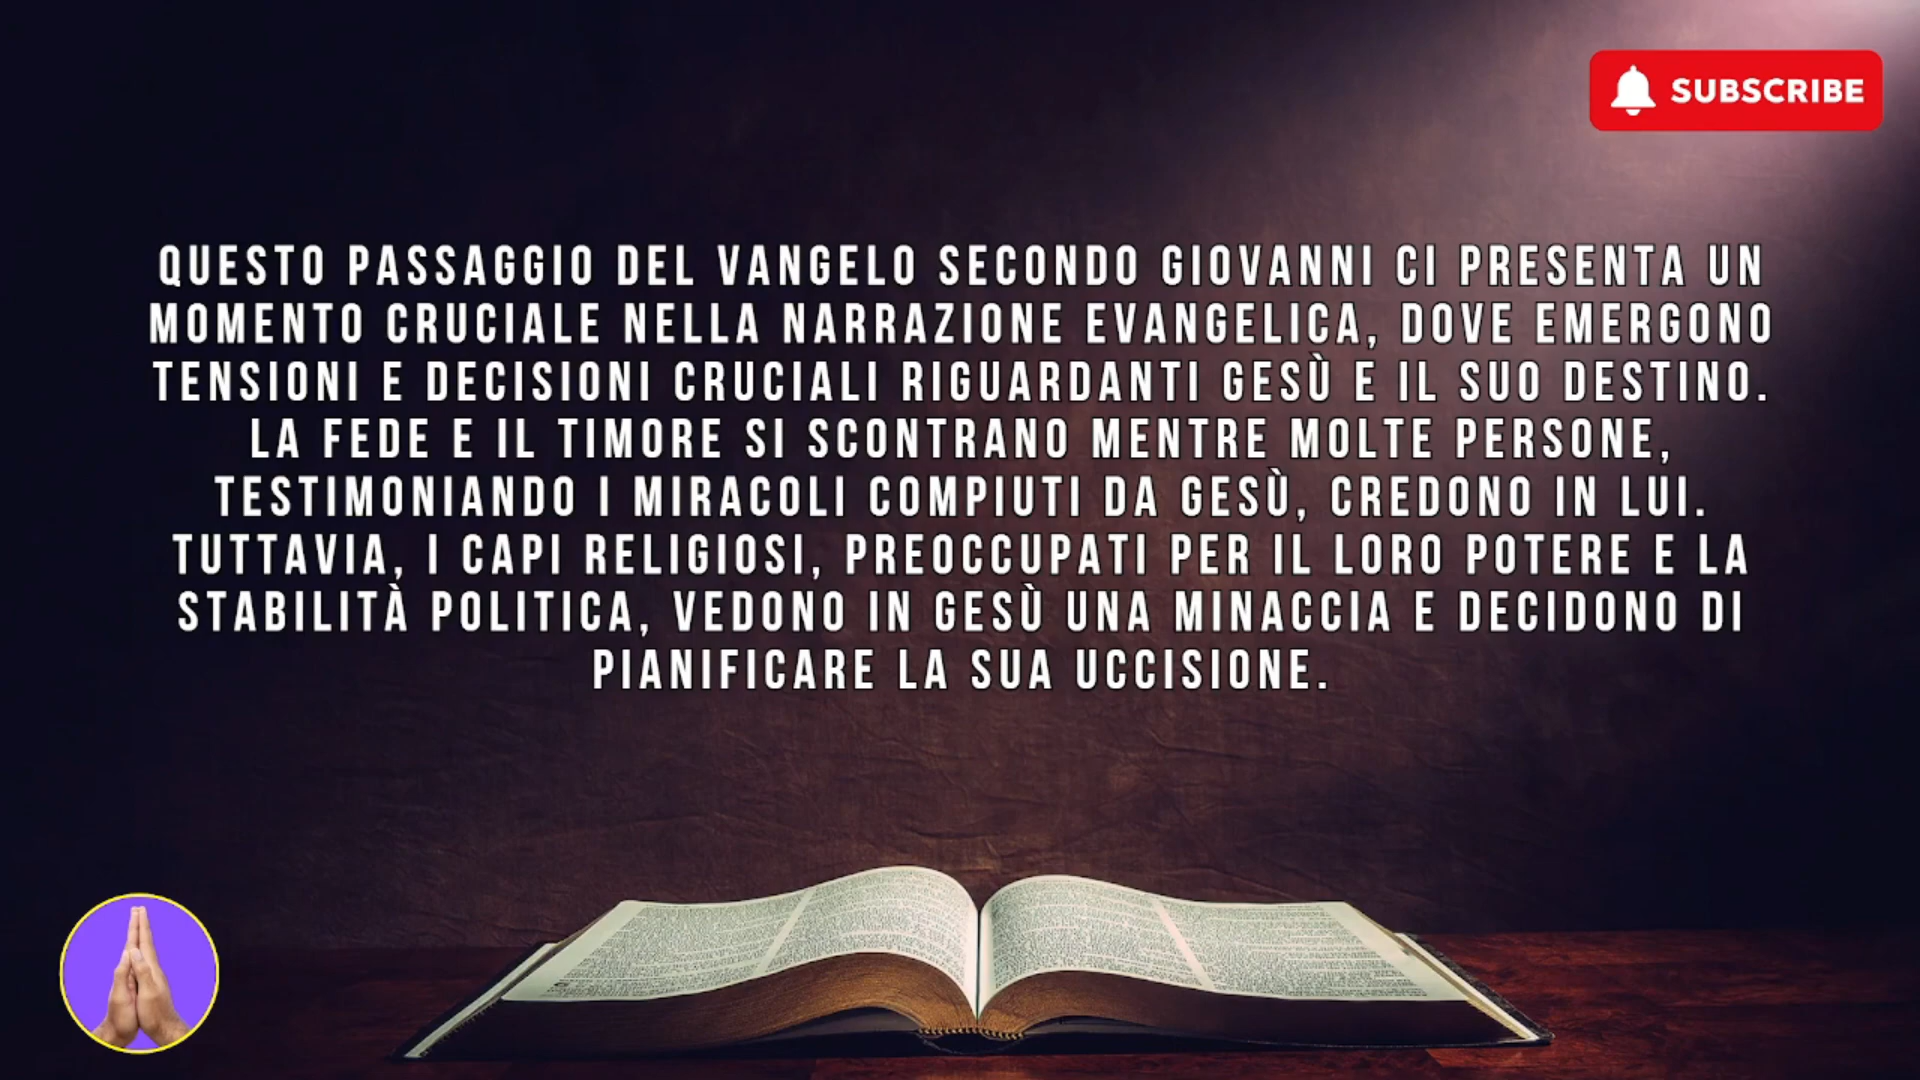 SUBSCRIBE
QUESTO PASSAGGIO DEL VANGELO SECONDO GIOVANNI CI PRESENTA UN
MOMENTO CRUCIALE NELLA NARRAZIONE EVANGELICA, DOVE EMERGONO
TENSIONI E DECISIONI CRUCIALI RIGUARDANTI GESÙ E IL SUO DESTINO.
LA FEDE E IL TIMORE SI SCONTRANO MENTRE MOLTE PERSONE,
TESTIMONIANDO I MIRACOLI COMPIUTI DA GESÙ, CREDONO IN LUI.
TUTTAVIA, I CAPI RELIGIOSI, PREOCCUPATI PER IL LORO POTERE E LA
STABILITÀ POLITICA, VEDONO IN GESÙ UNA MINACCIA E DECIDONO DI
PIANIFICARE LA SUA UCCISIONE.